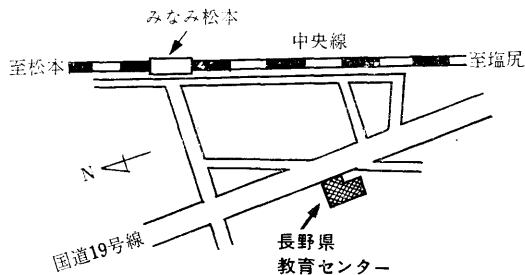 みなみ松本
中央線
至松本
至塩尻
N
国道19号線
長野県
教育センター